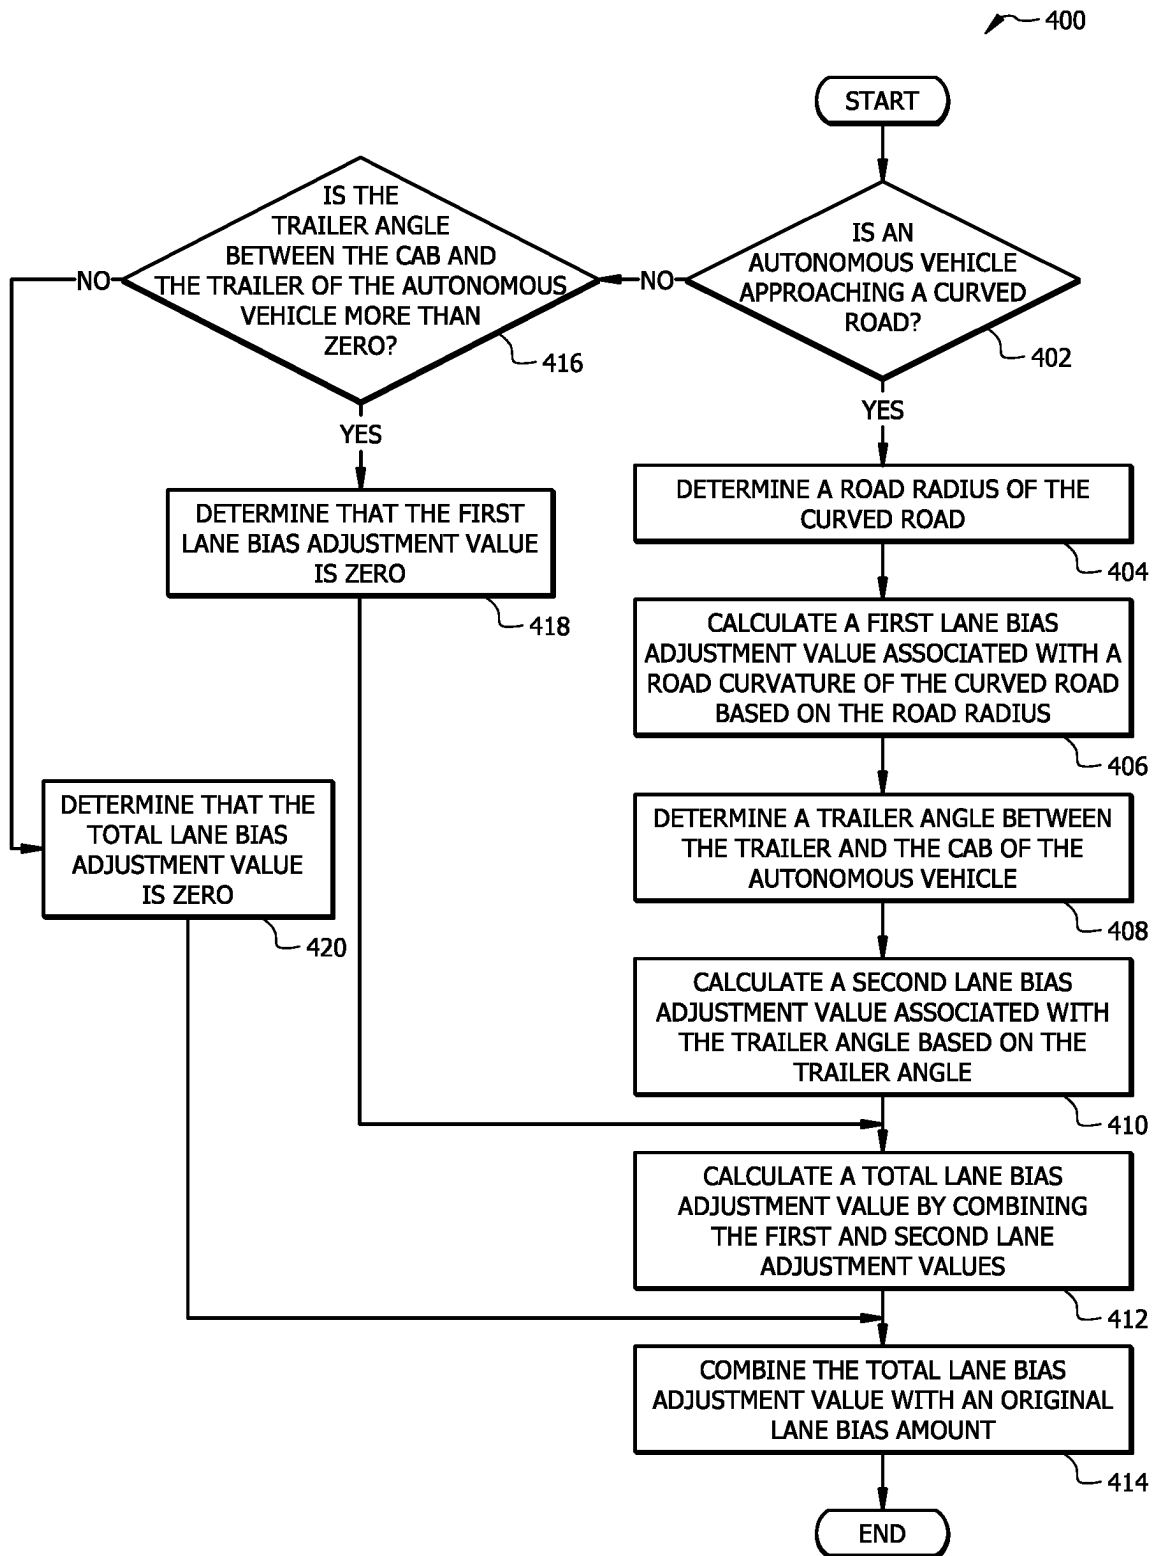 400
START
IS AN
AUTONOMOUS VEHICLE
APPROACHING A CURVED
ROAD?
402
NO
YES
IS THE
TRAILER ANGLE
BETWEEN THE CAB AND
THE TRAILER OF THE AUTONOMOUS
VEHICLE MORE THAN
ZERO?
416
NO
YES
DETERMINE A ROAD RADIUS OF THE
CURVED ROAD
404
DETERMINE THAT THE FIRST
LANE BIAS ADJUSTMENT VALUE
IS ZERO
418
CALCULATE A FIRST LANE BIAS
ADJUSTMENT VALUE ASSOCIATED WITH A
ROAD CURVATURE OF THE CURVED ROAD
BASED ON THE ROAD RADIUS
406
DETERMINE THAT THE
TOTAL LANE BIAS
ADJUSTMENT VALUE
IS ZERO
420
DETERMINE A TRAILER ANGLE BETWEEN
THE TRAILER AND THE CAB OF THE
AUTONOMOUS VEHICLE
408
CALCULATE A SECOND LANE BIAS
ADJUSTMENT VALUE ASSOCIATED WITH
THE TRAILER ANGLE BASED ON THE
TRAILER ANGLE
410
CALCULATE A TOTAL LANE BIAS
ADJUSTMENT VALUE BY COMBINING
THE FIRST AND SECOND LANE
ADJUSTMENT VALUES
412
COMBINE THE TOTAL LANE BIAS
ADJUSTMENT VALUE WITH AN ORIGINAL
LANE BIAS AMOUNT
414
END